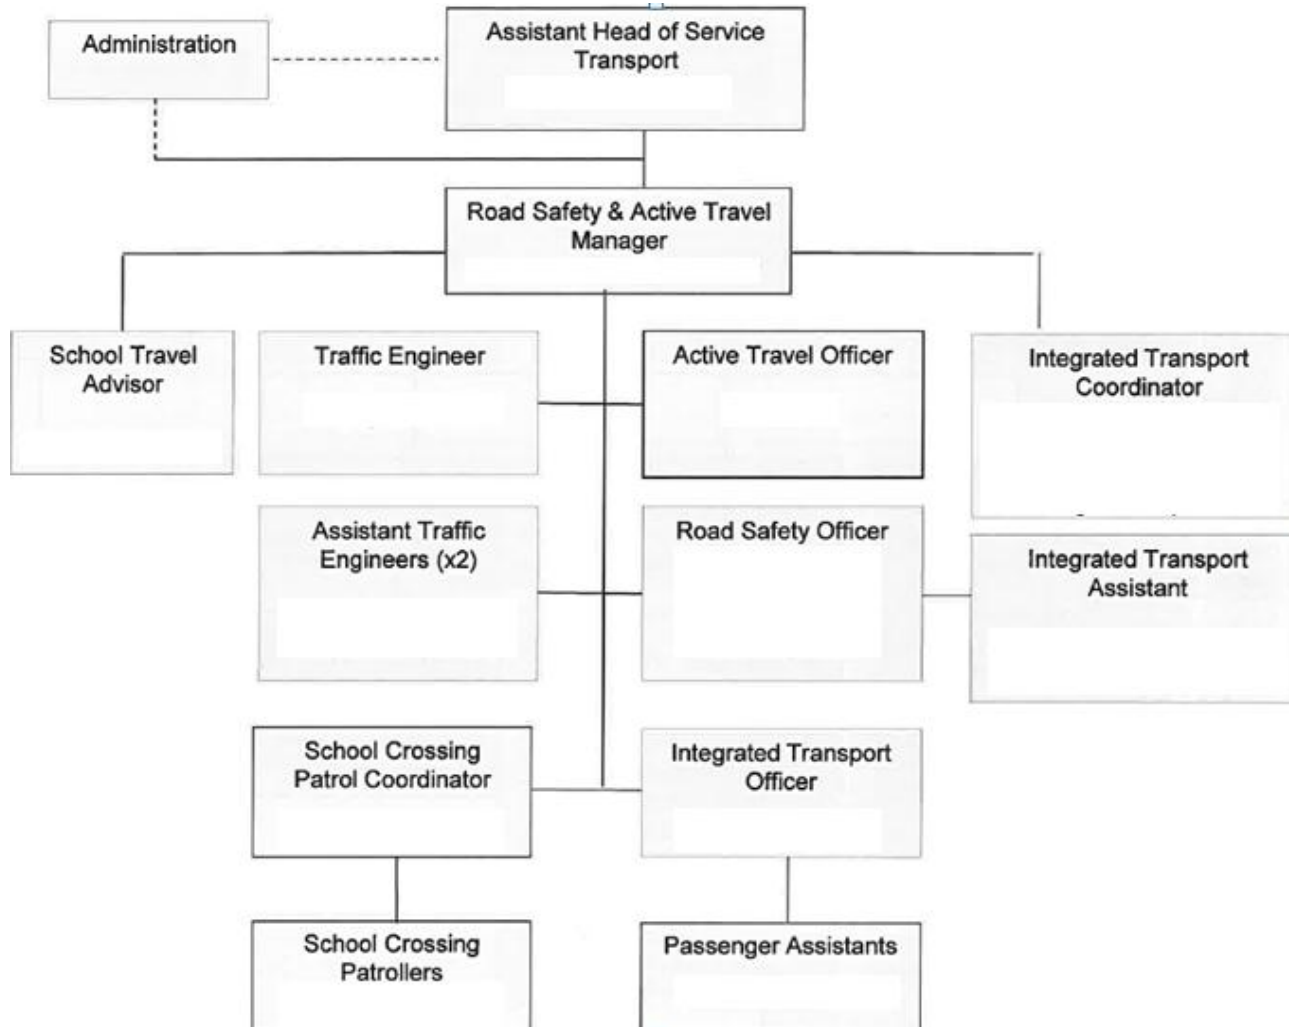 Administration
Assistant Head of Service
Transport
Road Safety & Active Travel
Manager
School Travel
Advisor
Traffic Engineer
Active Travel Officer
Integrated Transport
Coordinator
Assistant Traffic
Engineers (x2)
Road Safety Officer
Integrated Transport
Assistant
School Crossing
Patrol Coordinator
Integrated Transport
Officer
School Crossing
Patrollers
Passenger Assistants